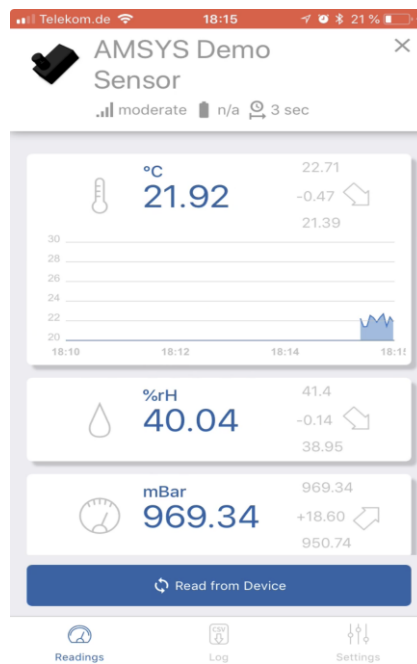 Telekom.de 18:15 21 %
AMSYS Demo
Sensor
moderate n/a 3 sec
°C
21.92
22.71
-0.47
21.39
30
28
26
24
22
20
18:10 18:12 18:14 18:15
%rH
40.04
41.4
-0.14
38.95
mBar
969.34
969.34
+18.60
950.74
Read from Device
CSV
Readings Log Settings